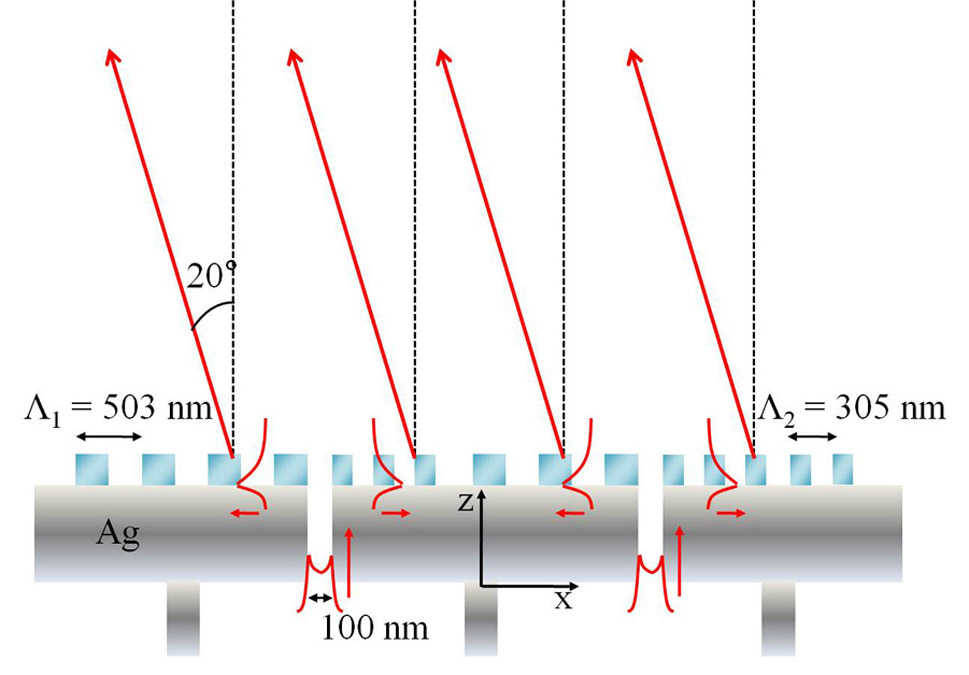 20°
Λ1 = 503 nm
Λ2 = 305 nm
Ag
z
x
100 nm